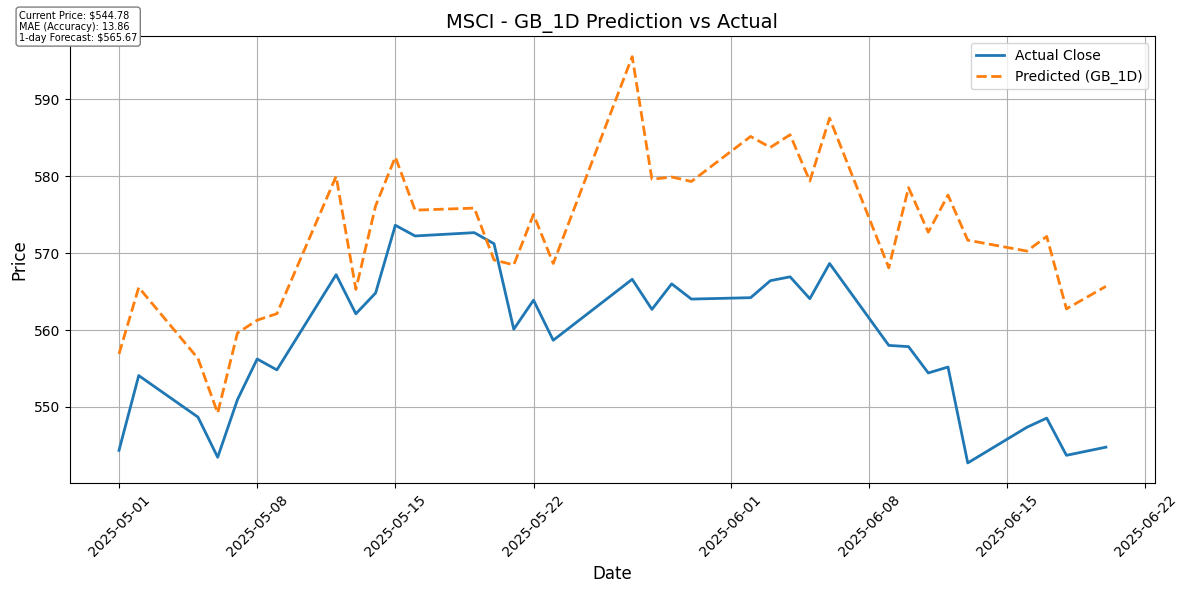 Current Price: $544.78
MAE (Accuracy): 13.86
1-day Forecast: $565.67
MSCI - GB_1D Prediction vs Actual
Actual Close
Predicted (GB_1D)
Price
590
580
570
560
550
2025-05-01
2025-05-08
2025-05-15
2025-05-22
2025-06-01
2025-06-08
2025-06-15
2025-06-22
Date